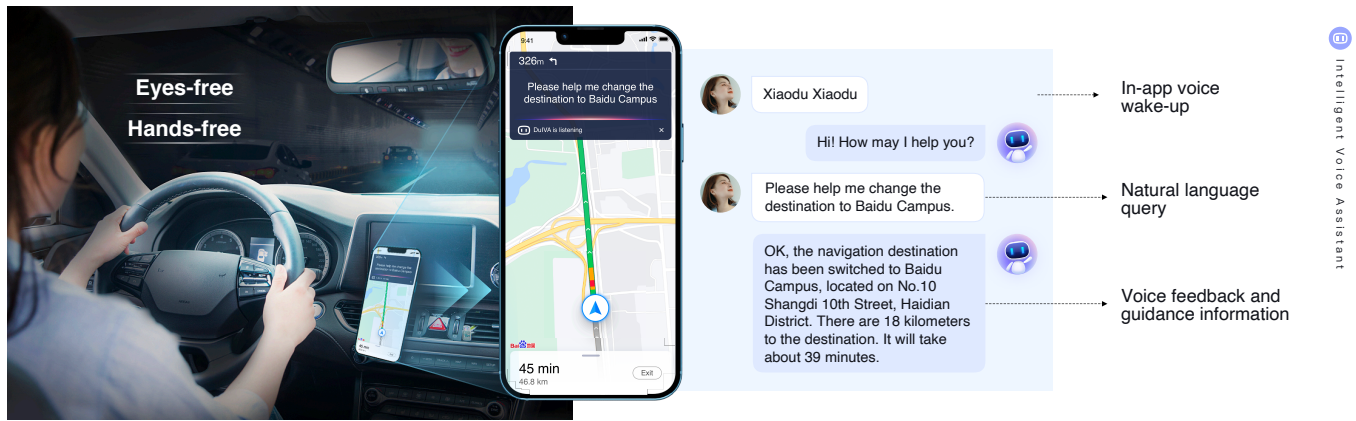 Eyes-free
Hands-free
9:41
326m
Please help me change the
destination to Baidu Campus
DuIVA is listening
45 min
46.8 km
Exit
Xiaodu Xiaodu
Hi! How may I help you?
Please help me change the
destination to Baidu Campus.
OK, the navigation destination
has been switched to Baidu
Campus, located on No.10
Shangdi 10th Street, Haidian
District. There are 18 kilometers
to the destination. It will take
about 39 minutes.
In-app voice
wake-up
Natural language
query
Voice feedback and
guidance information
Intelligent Voice Assistant